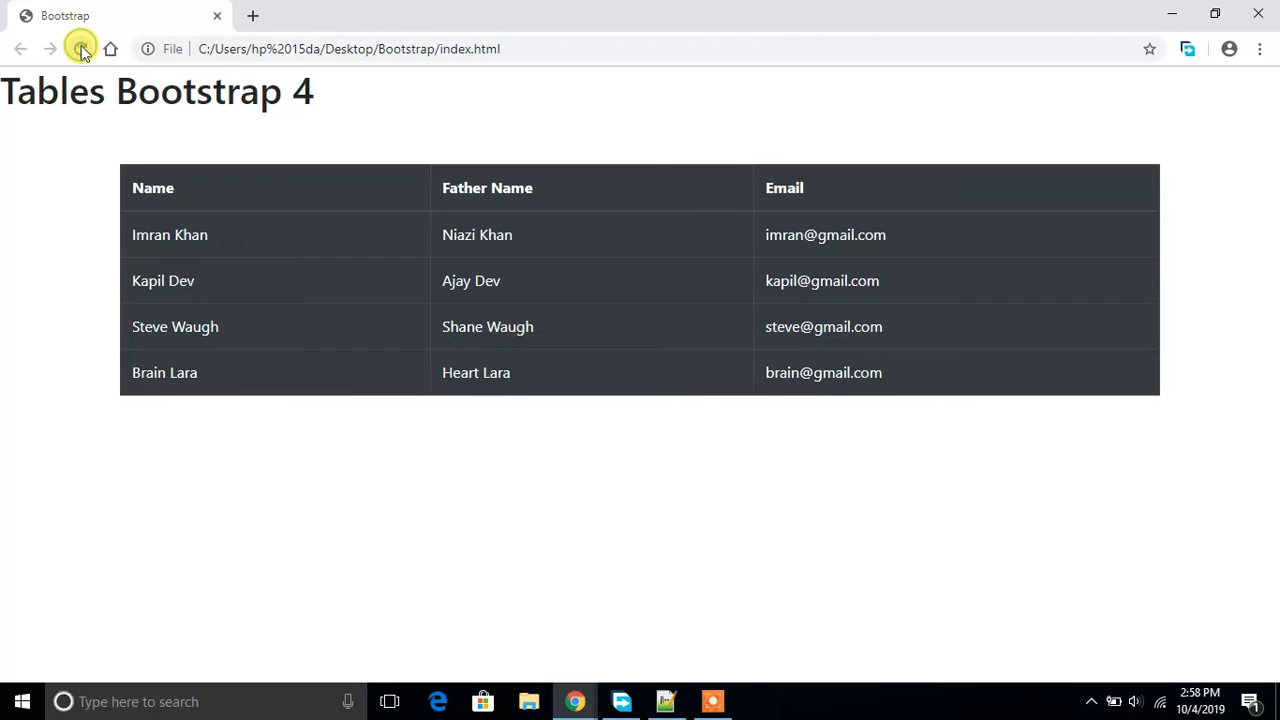 Bootstrap
File
C:/Users/hp%2015da/Desktop/Bootstrap/index.html
Tables Bootstrap 4
Name Father Name Email
Imran Khan Niazi Khan imran@gmail.com
Kapil Dev Ajay Dev kapil@gmail.com
Steve Waugh Shane Waugh steve@gmail.com
Brain Lara Heart Lara brain@gmail.com
Type here to search
2:58 PM
10/4/2019
1